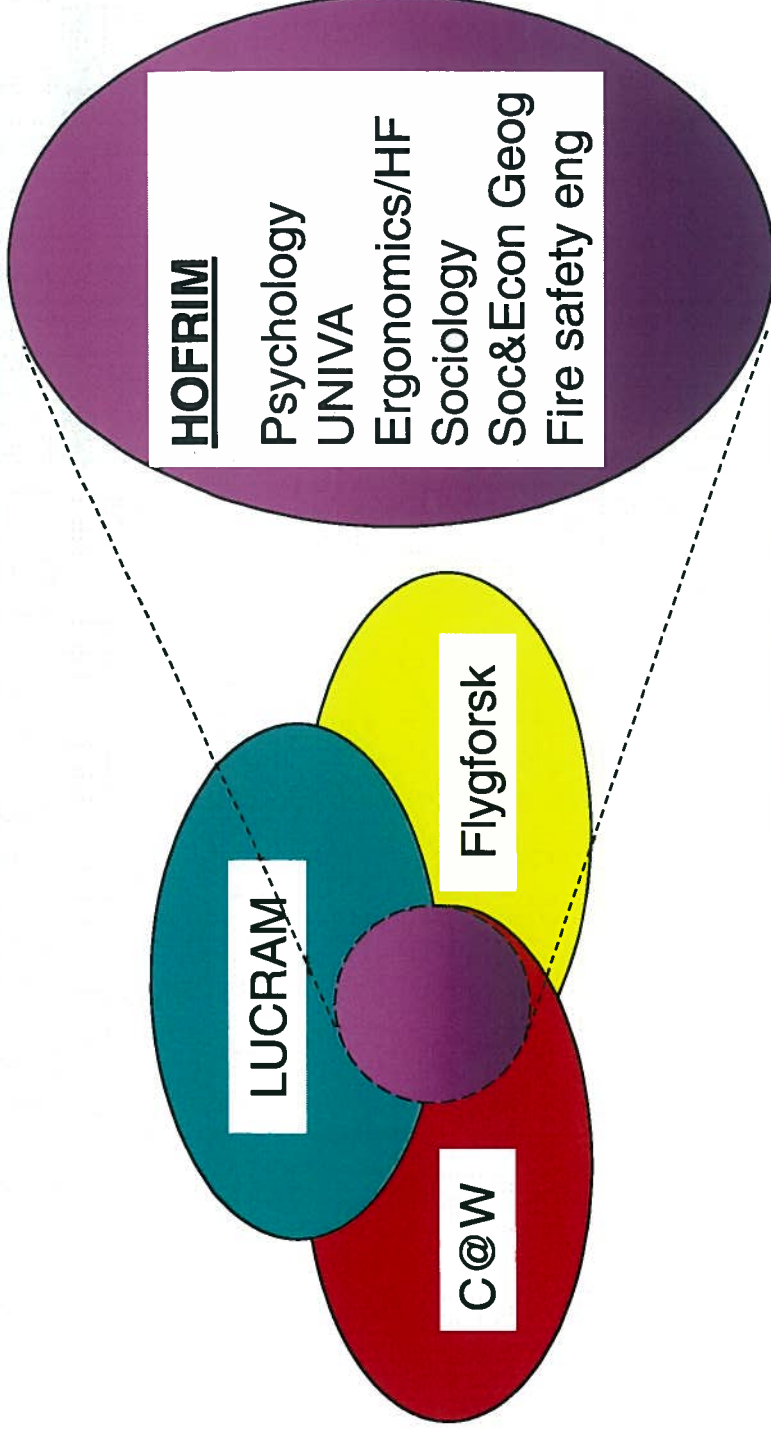 HOFRIM
Psychology
UNIVA
Ergonomics/HF
Sociology
Soc&Econ Geog
Fire safety eng
LUCRAM
C@W
Flygforsk